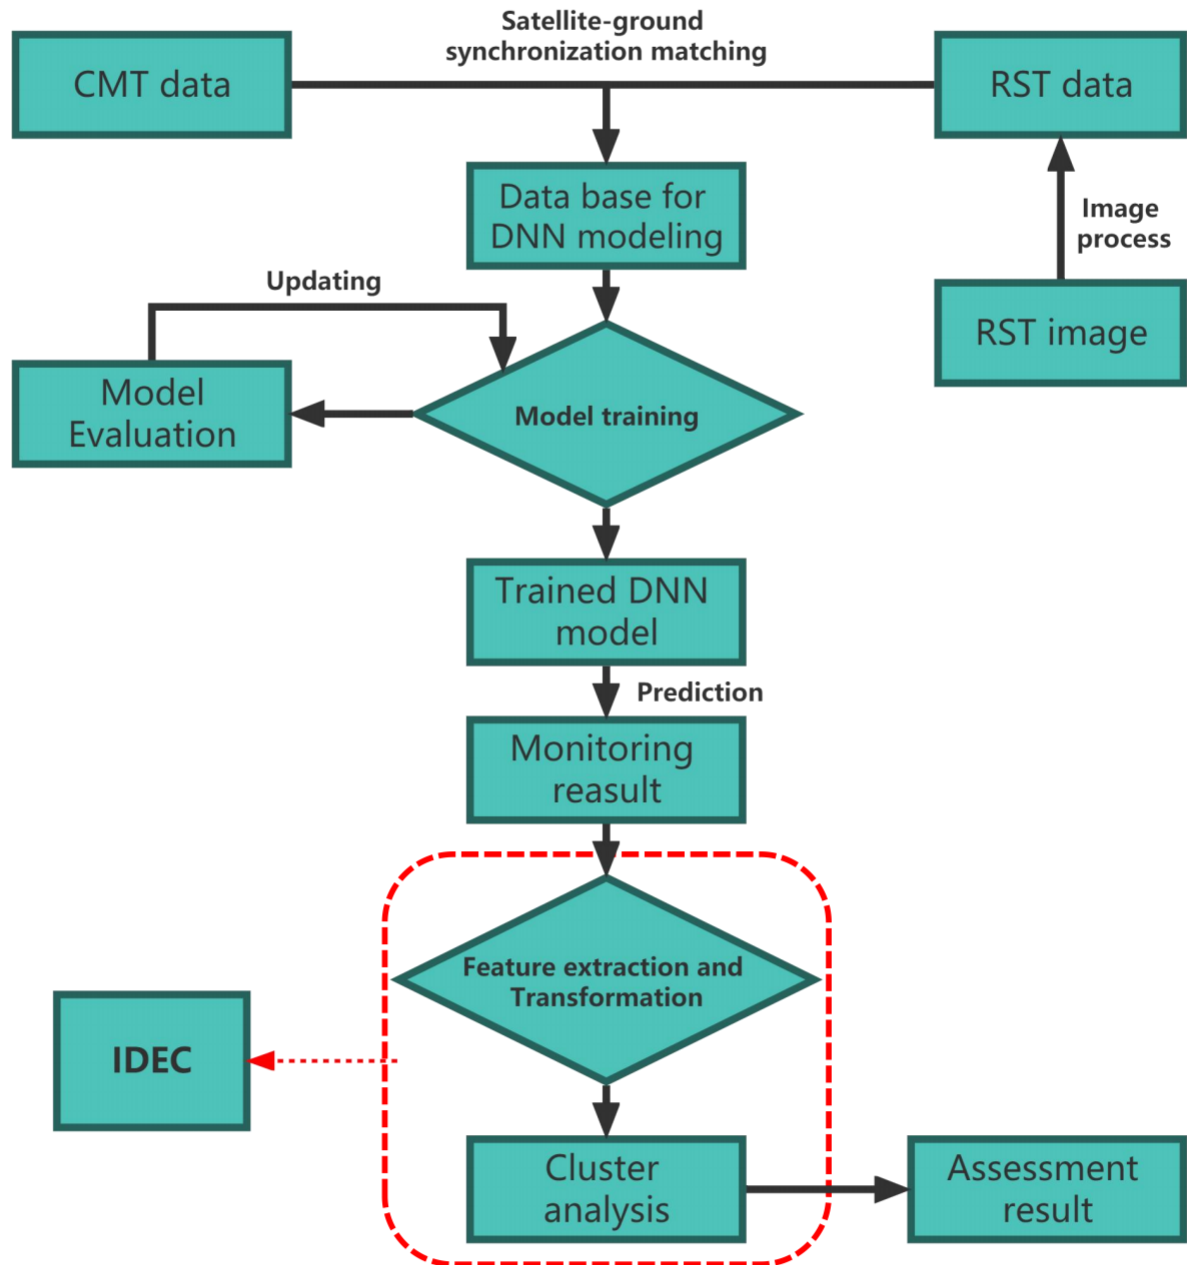 Satellite-ground
synchronization matching
CMT data
RST data
Data base for
DNN modeling
Image
process
Updating
RST image
Model
Evaluation
Model training
Trained DNN
model
Prediction
Monitoring
reasult
Feature extraction and
Transformation
IDEC
Cluster
analysis
Assessment
result